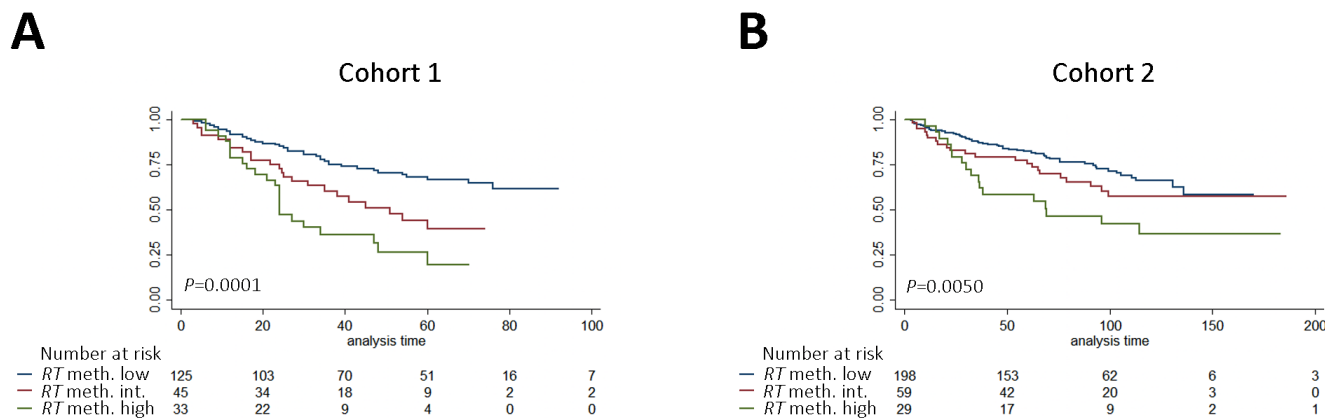 A
Cohort 1
1.00
0.75
0.50
0.25
0.00
P=0.0001
0 20 40 60 80 100
analysis time
Number at risk
RT meth. low 125 103 70 51 16 7
RT meth. int. 45 34 18 9 2 2
RT meth. high 33 22 9 4 0 0
B
Cohort 2
1.00
0.75
0.50
0.25
0.00
P=0.0050
0 50 100 150 200
analysis time
Number at risk
RT meth. low 198 153 62 6 3
RT meth. int. 59 42 20 3 0
RT meth. high 29 17 9 2 1